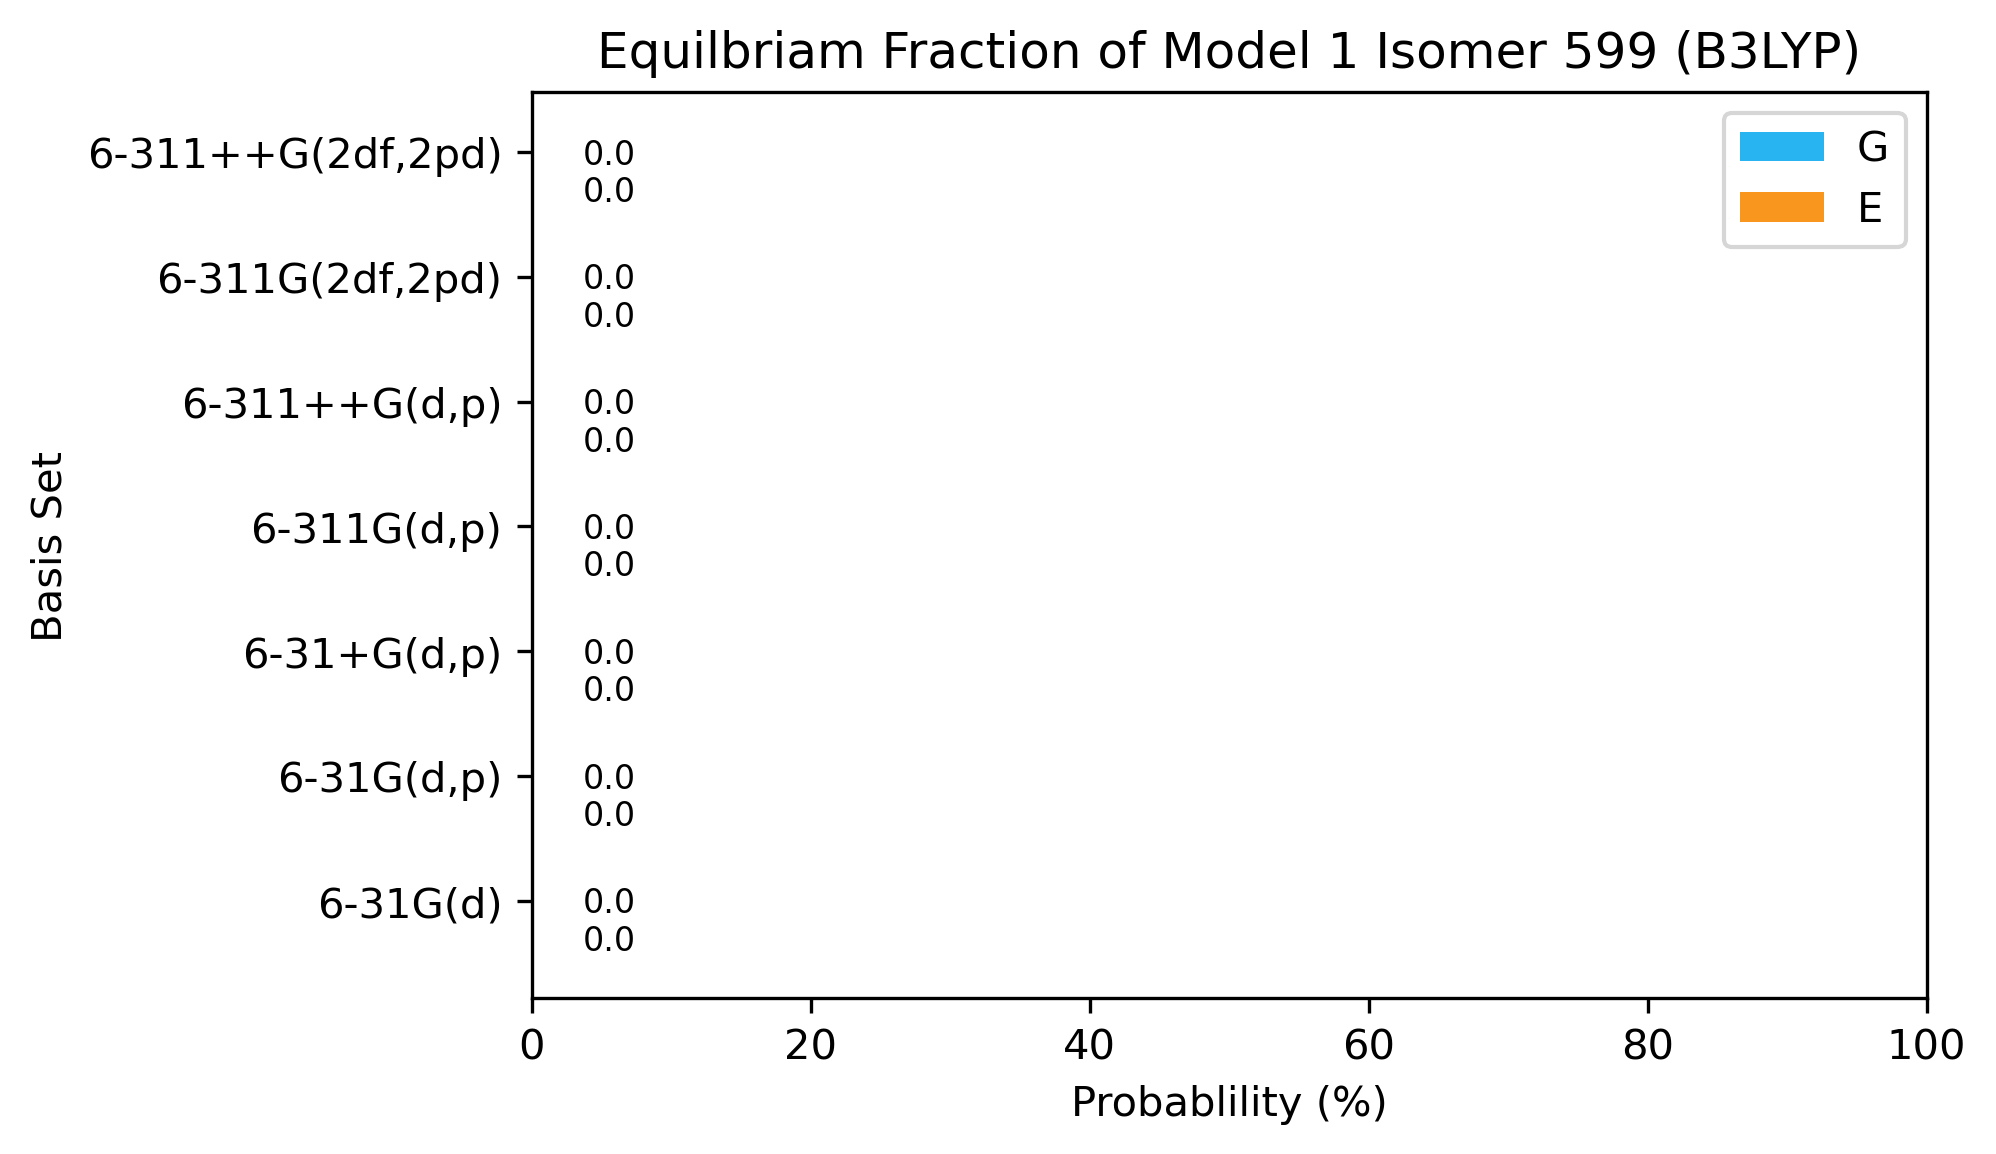 Equilbriam Fraction of Model 1 Isomer 599 (B3LYP)
G
E
6-311++G(2df,2pd)
0.0
0.0
6-311G(2df,2pd)
0.0
0.0
6-311++G(d,p)
0.0
0.0
6-311G(d,p)
0.0
0.0
6-31+G(d,p)
0.0
0.0
6-31G(d,p)
0.0
0.0
6-31G(d)
0.0
0.0
Basis Set
0 20 40 60 80 100
Probablility (%)